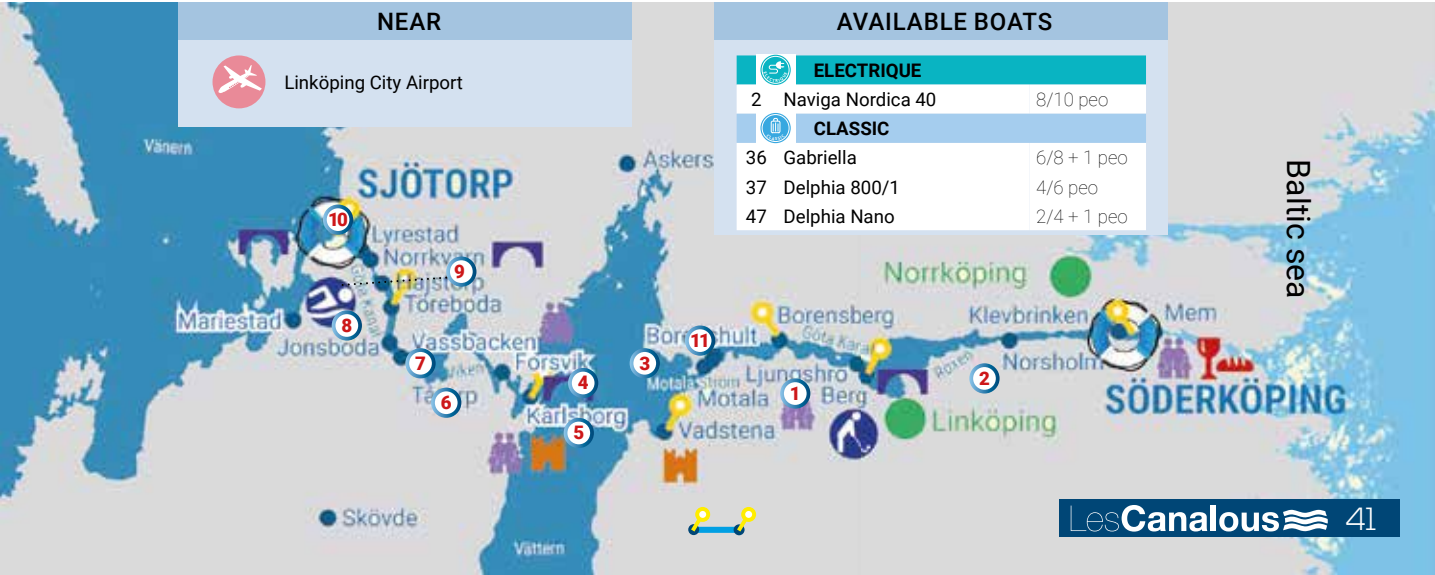 NEAR
Linköping City Airport
AVAILABLE BOATS
ELECTRIQUE
2 Naviga Nordica 40 8/10 peo
CLASSIC
36 Gabriella 6/8 + 1 peo
37 Delphia 800/1 4/6 peo
47 Delphia Nano 2/4 + 1 peo
Vänern
Askers
SJÖTORP
10
Lyrestad
Norrkvarn
9
Hajstorp
Töreboda
Göta Kanal
Mariestad
8
Jonsboda
Vassbacken
7
Viken
Forsvik
4
6
Karlsborg
5
3
11
Motala Ström
Motala
Vadstena
Borensberg
Göta Kanal
Ljungsbro
1
Berg
Roxen
2
Norrköping
Klevbrinken
Mem
Norsholm
SÖDERKÖPING
Linköping
Baltic sea
Skövde
Vättern
LesCanalous 41